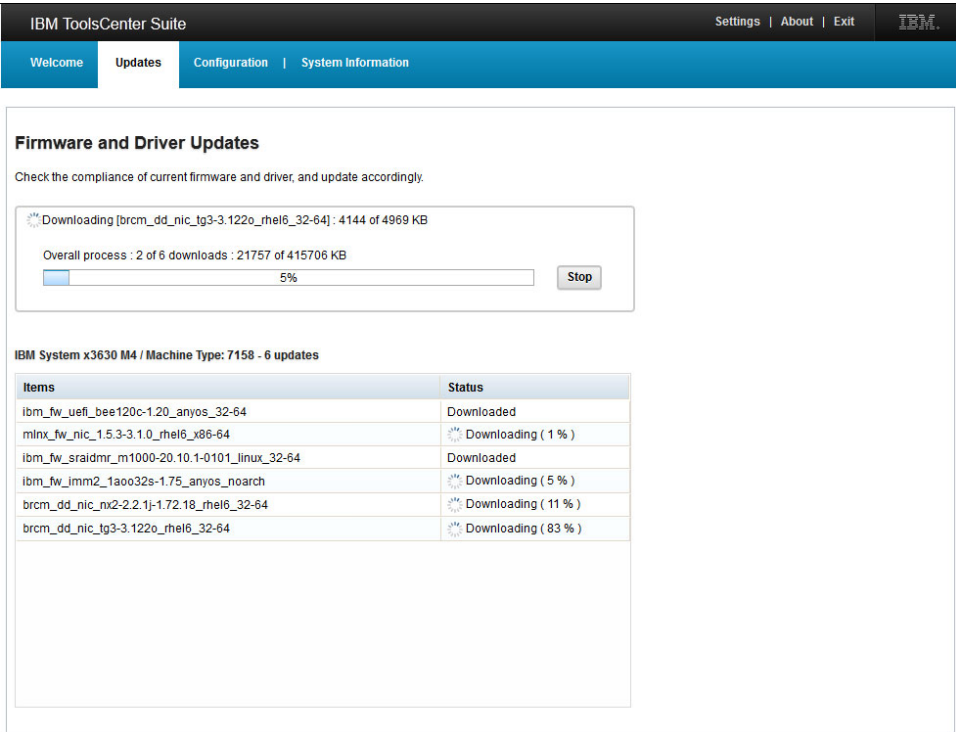 IBM ToolsCenter Suite
Settings | About | Exit
IBM.
Welcome Updates Configuration | System Information
Firmware and Driver Updates
Check the compliance of current firmware and driver, and update accordingly.
Downloading [brcm_dd_nic_tg3-3.122o_rhel6_32-64] : 4144 of 4969 KB
Overall process : 2 of 6 downloads : 21757 of 415706 KB
5%
Stop
IBM System x3630 M4 / Machine Type: 7158 - 6 updates
Items Status
ibm_fw_uefi_bee120c-1.20_anyos_32-64 Downloaded
mlnx_fw_nic_1.5.3-3.1.0_rhel6_x86-64 Downloading ( 1 % )
ibm_fw_sraidmr_m1000-20.10.1-0101_linux_32-64 Downloaded
ibm_fw_imm2_1aoo32s-1.75_anyos_noarch Downloading ( 5 % )
brcm_dd_nic_nx2-2.2.1j-1.72.18_rhel6_32-64 Downloading ( 11 % )
brcm_dd_nic_tg3-3.122o_rhel6_32-64 Downloading ( 83 % )